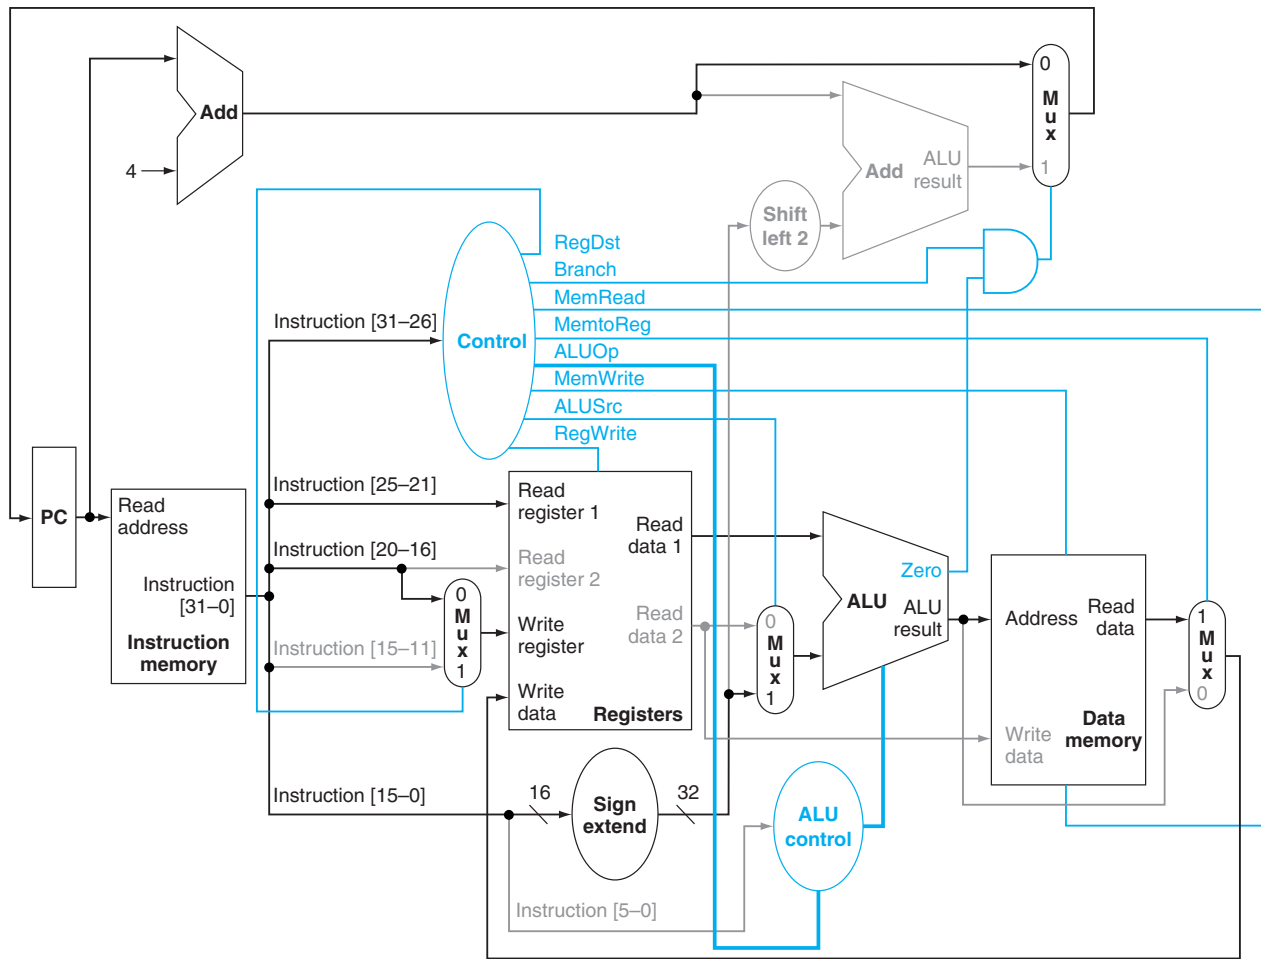 0
M
u
x
1
Add
4
Add
ALU
result
Shift
left 2
RegDst
Branch
MemRead
MemtoReg
ALUOp
MemWrite
ALUSrc
RegWrite
Control
Instruction [31–26]
PC
Read
address
Instruction
[31–0]
Instruction
memory
Instruction [25–21]
Instruction [20–16]
Instruction [15–11]
0
M
u
x
1
Read
register 1
Read
register 2
Write
register
Write
data
Read
data 1
Read
data 2
Registers
0
M
u
x
1
Zero
ALU
ALU
result
Address
Read
data
Write
data
Data
memory
1
M
u
x
0
Instruction [15–0]
16
Sign
extend
32
ALU
control
Instruction [5–0]